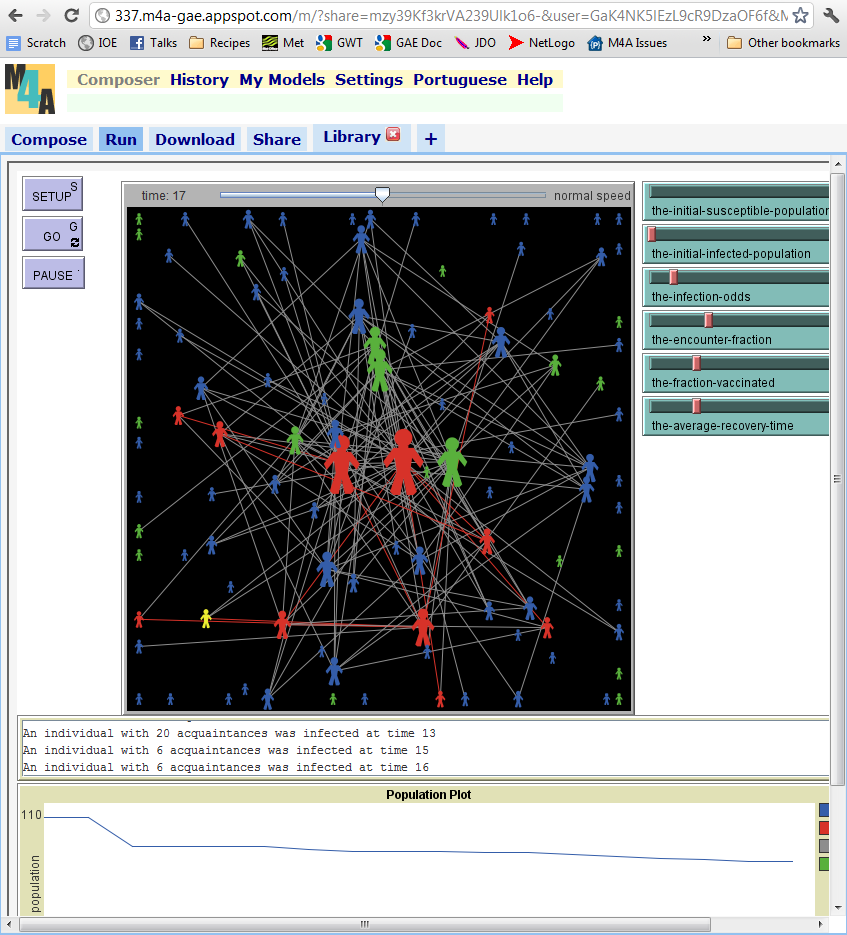 337.m4a-gae.appspot.com/m/?share=mzy39Kf3krVA239Ulk1o6-&user=GaK4NK5IEzL9cR9DzaOF6f&M
Scratch IOE Talks Recipes Met GWT GAE Doc JDO NetLogo M4A Issues » Other bookmarks
M4A
Composer History My Models Settings Portuguese Help
Compose Run Download Share Library +
SETUP S
GO G
PAUSE
time: 17 normal speed
the-initial-susceptible-population
the-initial-infected-population
the-infection-odds
the-encounter-fraction
the-fraction-vaccinated
the-average-recovery-time
An individual with 20 acquaintances was infected at time 13
An individual with 6 acquaintances was infected at time 15
An individual with 6 acquaintances was infected at time 16
Population Plot
110
population